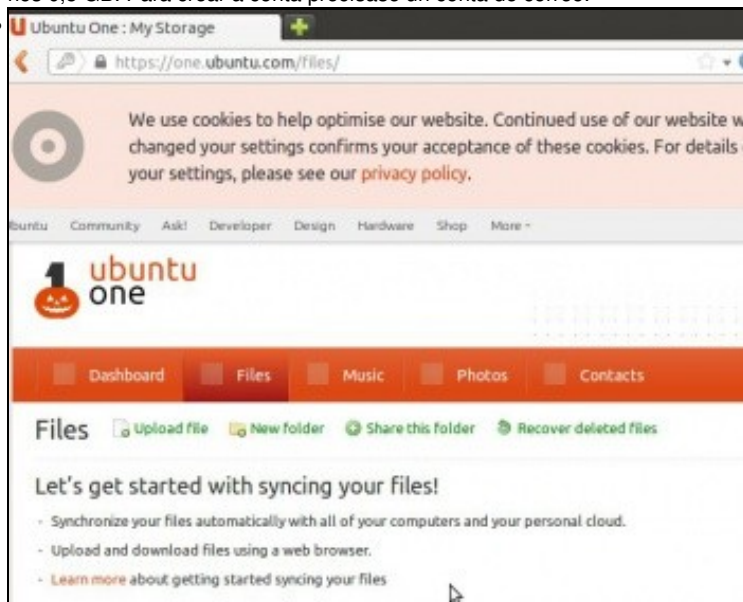 Ubuntu One : My Storage
https://one.ubuntu.com/files/
We use cookies to help optimise our website. Continued use of our website w
changed your settings confirms your acceptance of these cookies. For details
your settings, please see our privacy policy.
buntu Community Ask! Developer Design Hardware Shop More
ubuntu
one
Dashboard Files Music Photos Contacts
Files Upload file New folder Share this folder Recover deleted files
Let's get started with syncing your files!
- Synchronize your files automatically with all of your computers and your personal cloud.
- Upload and download files using a web browser.
- Learn more about getting started syncing your files